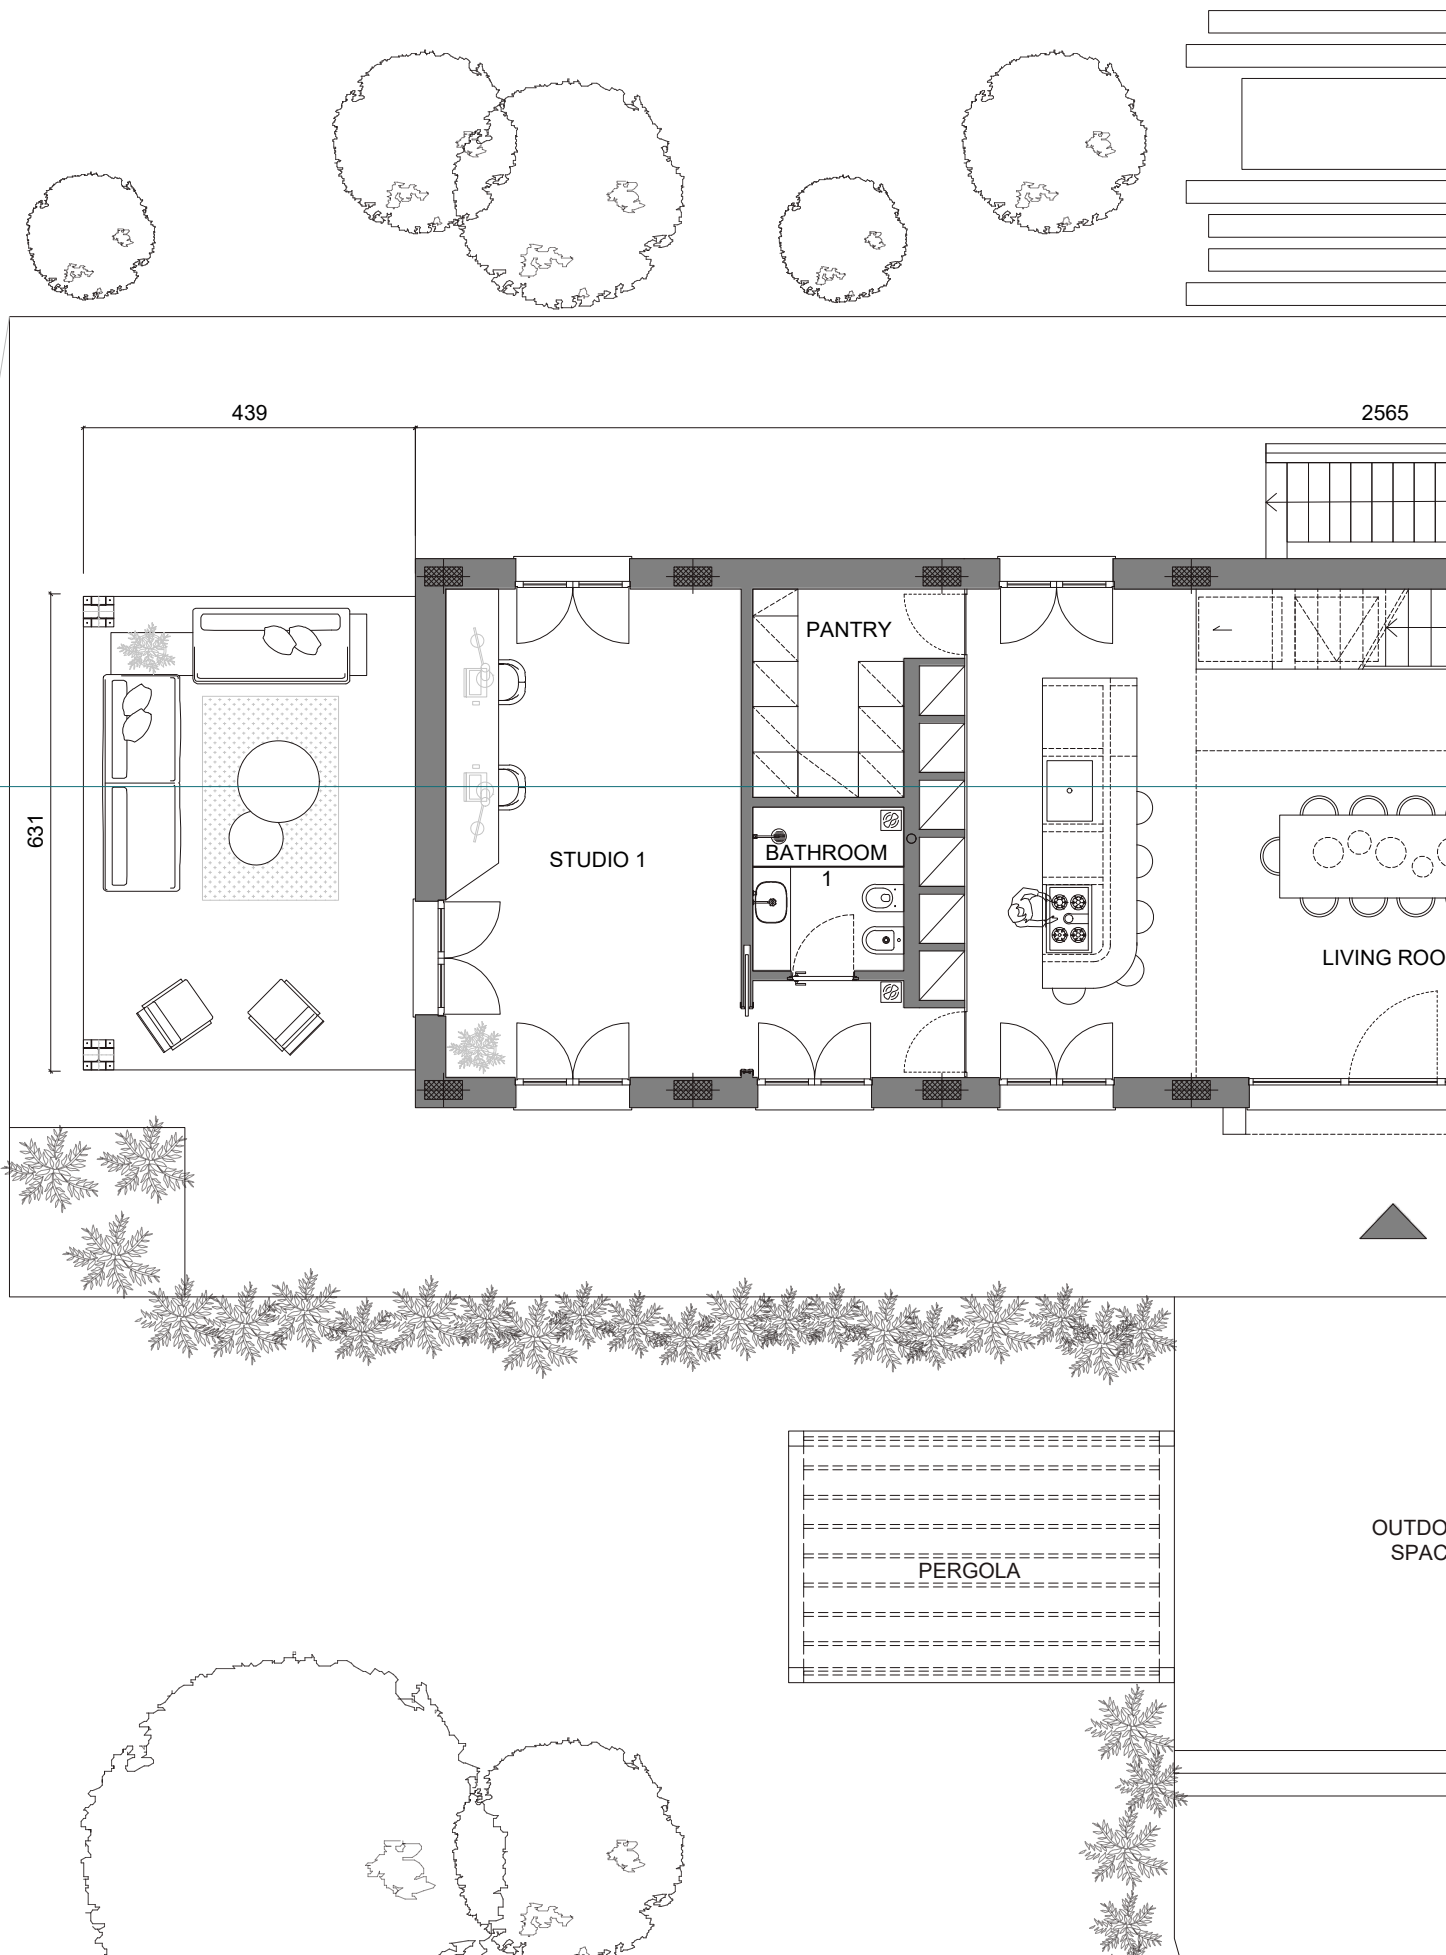 439
2565
PANTRY
631
STUDIO 1
BATHROOM
1
LIVING ROO
OUTDO
SPAC
PERGOLA